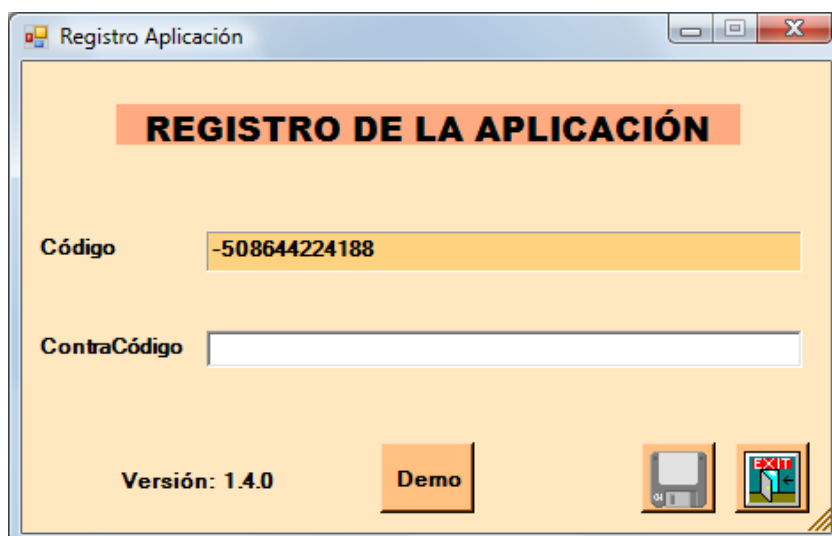 Registro Aplicación
REGISTRO DE LA APLICACIÓN
Código
-508644224188
ContraCódigo
Versión: 1.4.0
Demo
EXIT